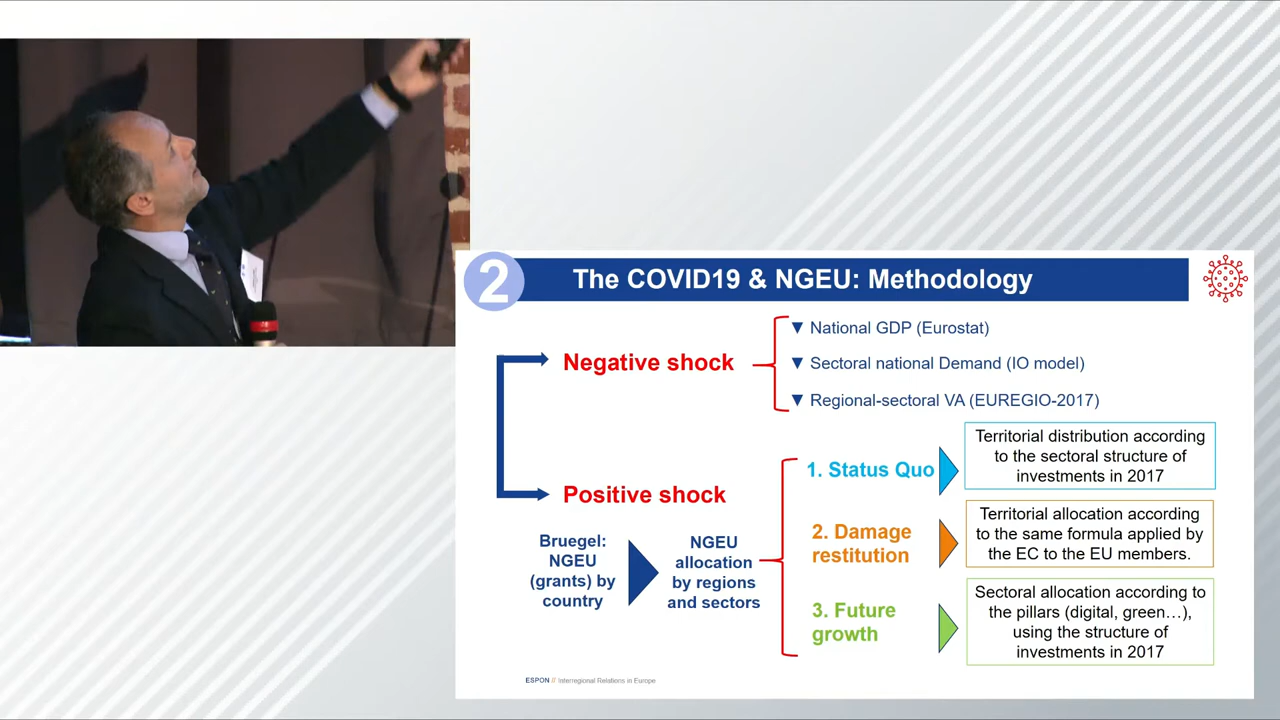 2
The COVID19 & NGEU: Methodology
Negative shock
▼ National GDP (Eurostat)
▼ Sectoral national Demand (IO model)
▼ Regional-sectoral VA (EUREGIO-2017)
Positive shock
Bruegel:
NGEU
(grants) by
country
NGEU
allocation
by regions
and sectors
1. Status Quo
Territorial distribution according
to the sectoral structure of
investments in 2017
2. Damage
restitution
Territorial allocation according
to the same formula applied by
the EC to the EU members.
3. Future
growth
Sectoral allocation according to
the pillars (digital, green…),
using the structure of
investments in 2017
ESPON // Interregional Relations in Europe